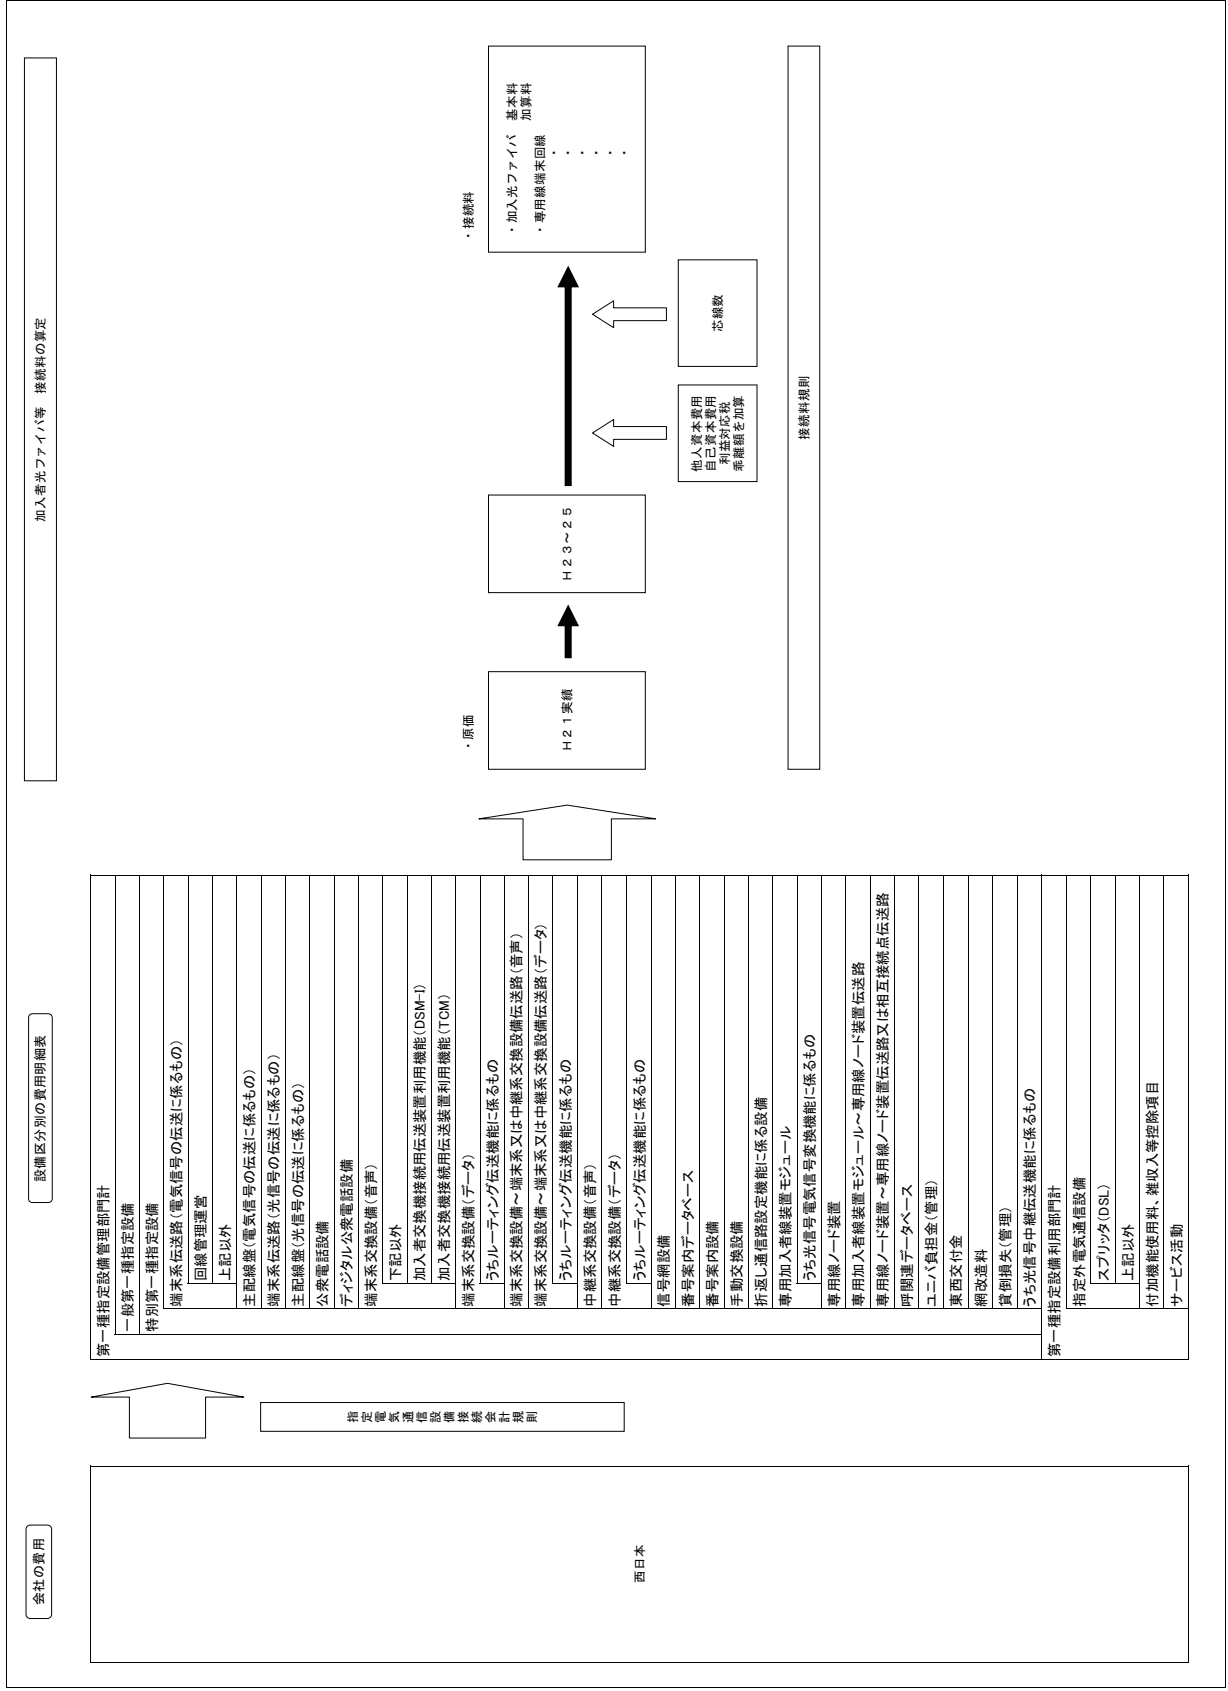 会社の費用
設備区分別の費用明細表
加入者光ファイバ等　接続料の算定
西日本
指定電気通信設備接続会計規則
第一種指定設備管理部門計
一般第一種指定設備
特別第一種指定設備
端末系伝送路（電気信号の伝送に係るもの）
回線管理運営
上記以外
主配線盤（電気信号の伝送に係るもの）
端末系伝送路（光信号の伝送に係るもの）
主配線盤（光信号の伝送に係るもの）
公衆電話設備
ディジタル公衆電話設備
端末系交換設備（音声）
下記以外
加入者交換機接続用伝送装置利用機能（DSM-I）
加入者交換機接続用伝送装置利用機能（TCM）
端末系交換設備（データ）
うちルーティング伝送機能に係るもの
端末系交換設備～端末系又は中継系交換設備伝送路（音声）
端末系交換設備～端末系又は中継系交換設備伝送路（データ）
うちルーティング伝送機能に係るもの
中継系交換設備（音声）
中継系交換設備（データ）
うちルーティング伝送機能に係るもの
信号網設備
番号案内データベース
番号案内設備
手動交換設備
折返し通信路設定機能に係る設備
専用加入者線装置モジュール
うち光信号電気信号変換機能に係るもの
専用線ノード装置
専用加入者線装置モジュール～専用線ノード装置伝送路
専用線ノード装置～専用線ノード装置伝送路又は相互接続点伝送路
呼関連データベース
ユニバ負担金（管理）
東西交付金
網改造料
貸倒損失（管理）
うち光信号中継伝送機能に係るもの
第一種指定設備利用部門計
指定外電気通信設備
スプリッタ（DSL）
上記以外
付加機能使用料、雑収入等控除項目
サービス活動
・原価
Ｈ２１実績
Ｈ２３～２５
他人資本費用
自己資本費用
利益対応税
乖離額を加算
芯線数
・接続料
・加入光ファイバ　基本料
加算料
・専用線端末回線
・
・
・
・
・
・
接続料規則